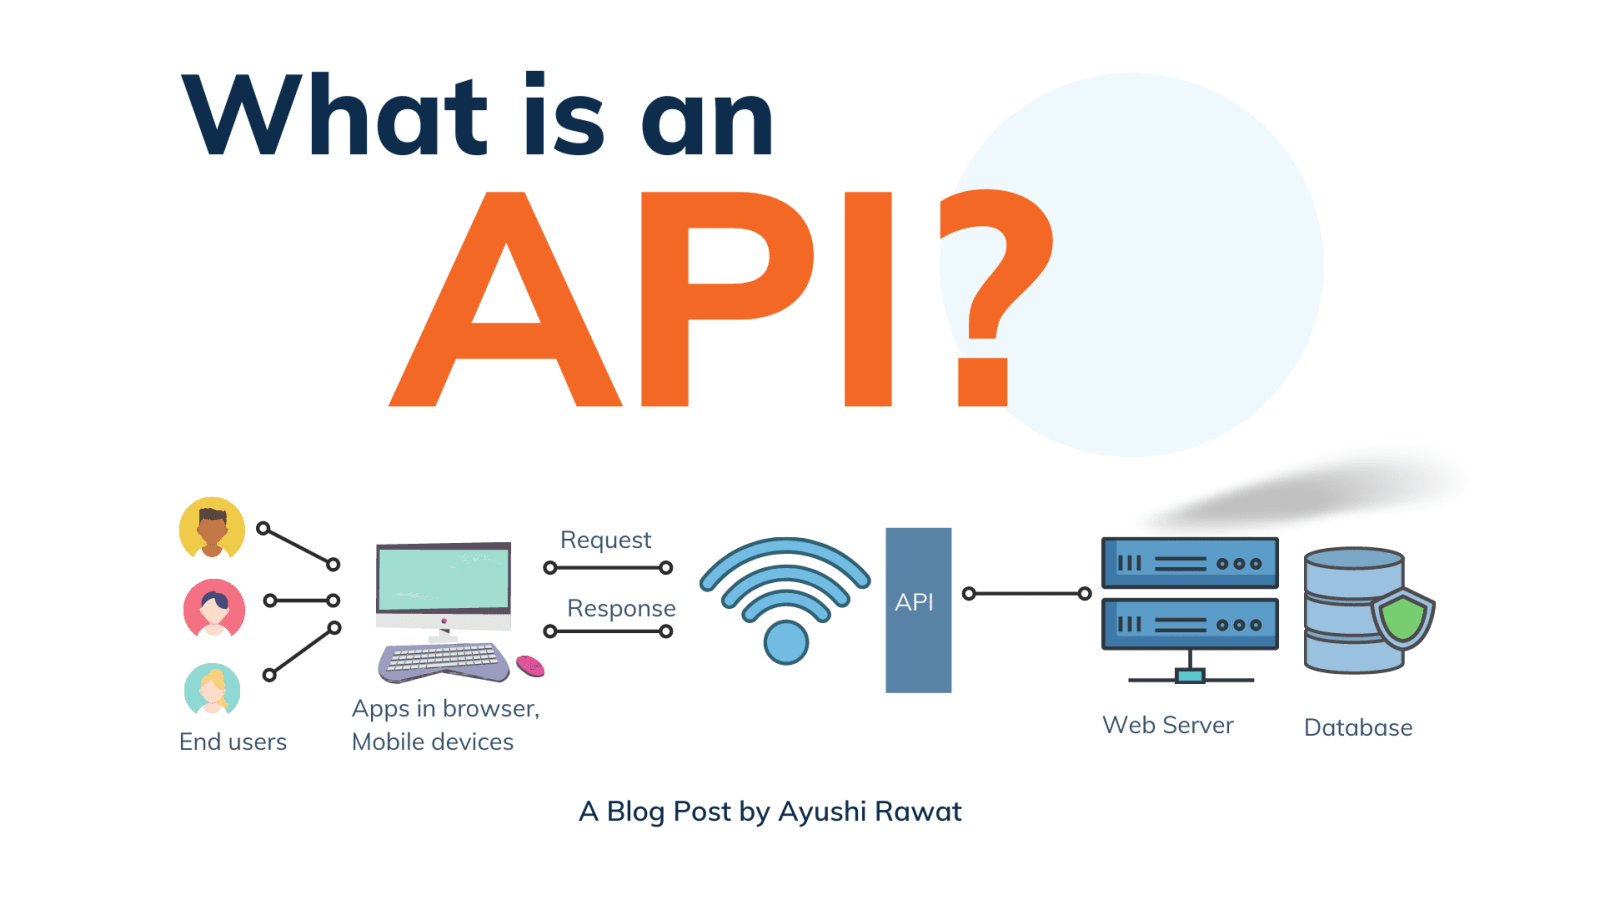 What is an
API?
Request
Response
API
Apps in browser,
Mobile devices
End users
Web Server
Database
A Blog Post by Ayushi Rawat